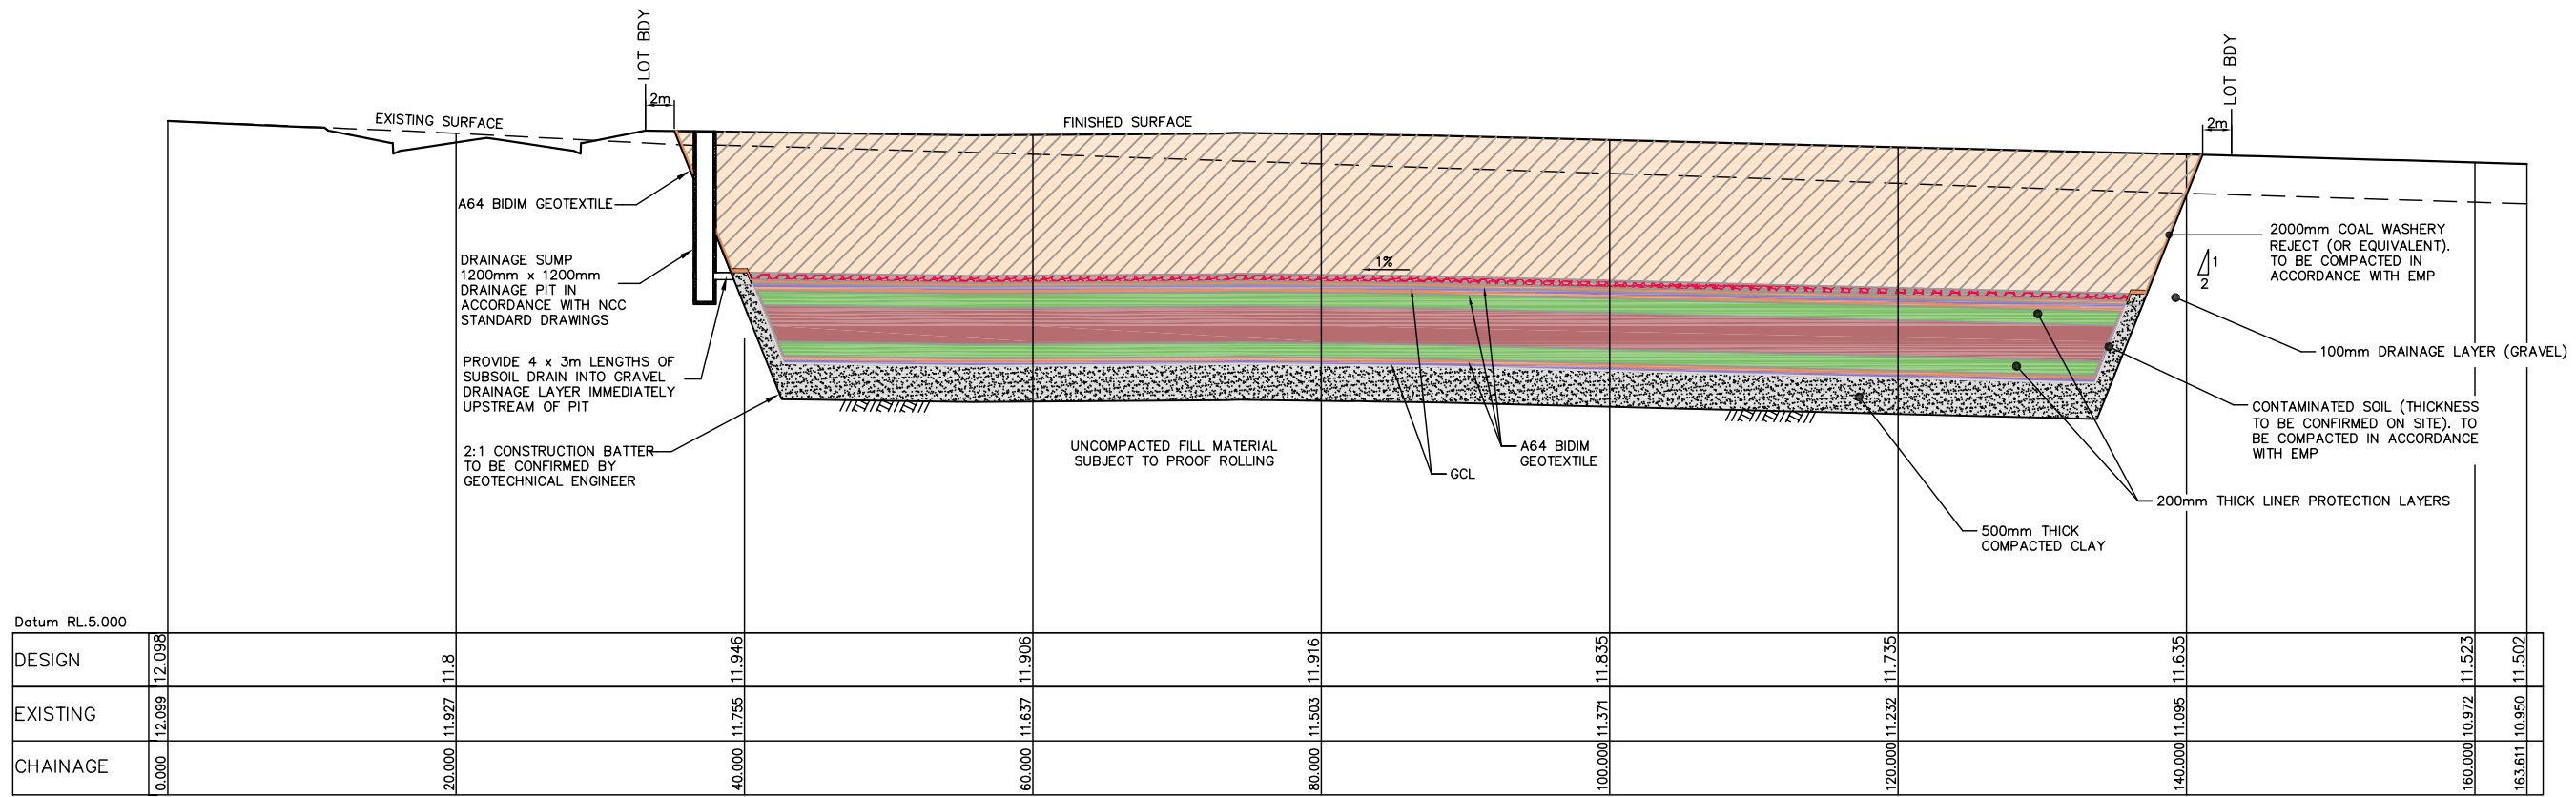 LOT BDY
LOT BDY
2m
2m
EXISTING SURFACE
FINISHED SURFACE
A64 BIDIM GEOTEXTILE
DRAINAGE SUMP
1200mm x 1200mm
DRAINAGE PIT IN
ACCORDANCE WITH NCC
STANDARD DRAWINGS
PROVIDE 4 x 3m LENGTHS OF
SUBSOIL DRAIN INTO GRAVEL
DRAINAGE LAYER IMMEDIATELY
UPSTREAM OF PIT
2:1 CONSTRUCTION BATTER
TO BE CONFIRMED BY
GEOTECHNICAL ENGINEER
1%
UNCOMPACTED FILL MATERIAL
SUBJECT TO PROOF ROLLING
GCL
A64 BIDIM
GEOTEXTILE
2000mm COAL WASHERY
REJECT (OR EQUIVALENT).
TO BE COMPACTED IN
ACCORDANCE WITH EMP
1
2
100mm DRAINAGE LAYER (GRAVEL)
CONTAMINATED SOIL (THICKNESS
TO BE CONFIRMED ON SITE). TO
BE COMPACTED IN ACCORDANCE
WITH EMP
200mm THICK LINER PROTECTION LAYERS
500mm THICK
COMPACTED CLAY
Datum RL.5.000
DESIGN 12.098 11.8 11.946 11.906 11.916 11.835 11.735 11.635 11.523 11.502
EXISTING 12.099 11.927 11.755 11.637 11.503 11.371 11.232 11.095 10.972 10.950
CHAINAGE 0.000 20.000 40.000 60.000 80.000 100.000 120.000 140.000 160.000 163.611